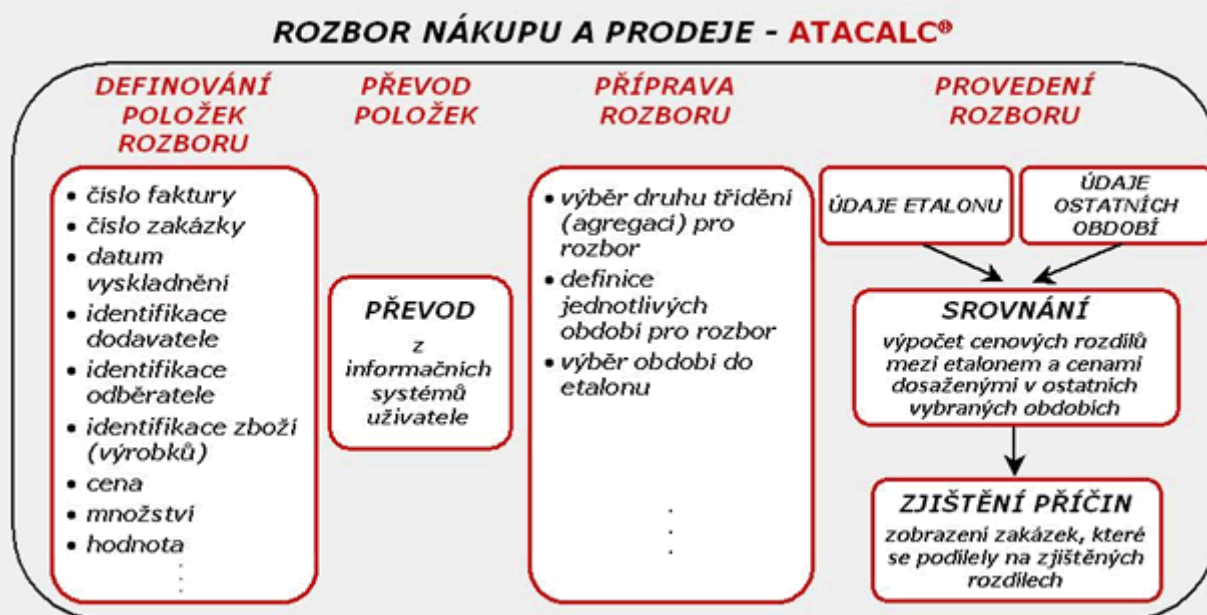 ROZBOR NÁKUPU A PRODEJE - ATACALC®
DEFINOVÁNÍ
POLOŽEK
ROZBORU
• číslo faktury
• číslo zakázky
• datum
vyskladnění
• identifikace
dodavatele
• identifikace
odběratele
• identifikace zboží
(výrobků)
• cena
• množství
• hodnota
PŘEVOD
POLOŽEK
PŘEVOD
z
informačních
systémů
uživatele
PŘÍPRAVA
ROZBORU
• výběr druhu třídění
(agregací) pro
rozbor
• definice
jednotlivých
období pro rozbor
• výběr období do
etalonu
PROVEDENÍ
ROZBORU
ÚDAJE ETALONU
ÚDAJE
OSTATNÍCH
OBDOBÍ
SROVNÁNÍ
výpočet cenových rozdílů
mezi etalonem a cenami
dosaženými v ostatních
vybraných obdobích
ZJIŠTĚNÍ PŘÍČIN
zobrazení zakázek, které
se podílely na zjištěných
rozdílech